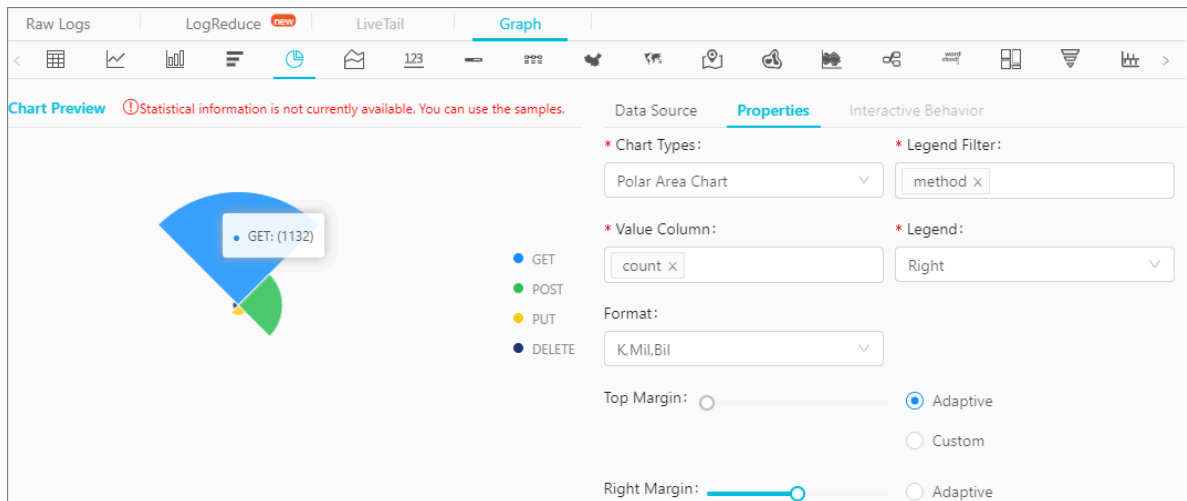 Raw Logs LogReduce new LiveTail Graph
123 word cloud
Chart Preview Statistical information is not currently available. You can use the samples.
Data Source Properties Interactive Behavior
* Chart Types: * Legend Filter:
Polar Area Chart method x
* Value Column: * Legend:
count x Right
GET: (1132)
GET
POST
PUT
DELETE
Format:
K,Mil,Bil
Top Margin: Adaptive
Custom
Right Margin: Adaptive